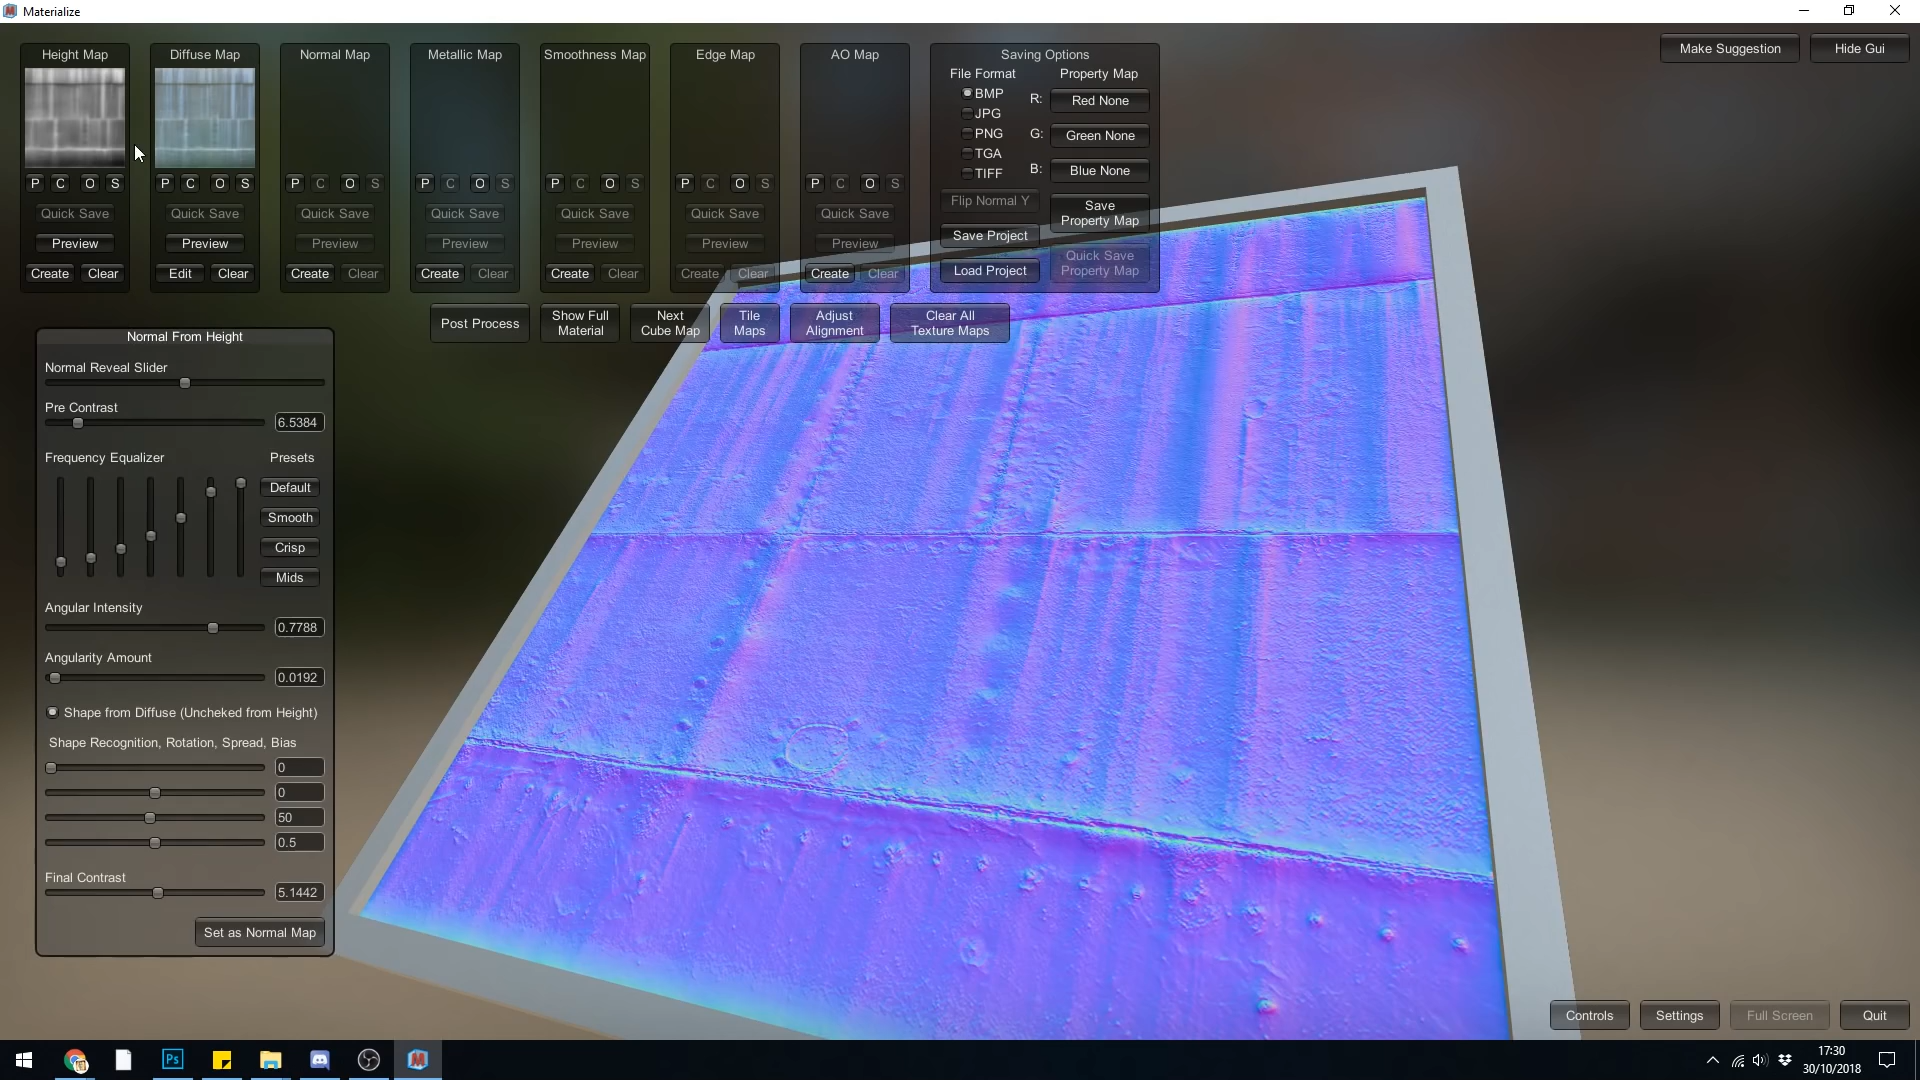 Materialize
Make Suggestion
Hide Gui
Height Map
Diffuse Map
Normal Map
Metallic Map
Smoothness Map
Edge Map
AO Map
Saving Options
File Format
Property Map
BMP
JPG
PNG
TGA
TIFF
R:
Red None
G:
Green None
B:
Blue None
P C O S
P C O S
P C O S
P C O S
P C O S
P C O S
P C O S
Quick Save
Quick Save
Quick Save
Quick Save
Quick Save
Quick Save
Quick Save
Flip Normal Y
Save
Property Map
Preview
Preview
Preview
Preview
Preview
Preview
Preview
Save Project
Quick Save
Property Map
Create Clear
Edit Clear
Create Clear
Create Clear
Create Clear
Create Clear
Create Clear
Load Project
Post Process
Show Full
Material
Next
Cube Map
Tile
Maps
Adjust
Alignment
Clear All
Texture Maps
Normal From Height
Normal Reveal Slider
Pre Contrast
6.5384
Frequency Equalizer
Presets
Default
Smooth
Crisp
Mids
Angular Intensity
0.7788
Angularity Amount
0.0192
Shape from Diffuse (Uncheked from Height)
Shape Recognition, Rotation, Spread, Bias
0
0
50
0.5
Final Contrast
5.1442
Set as Normal Map
Controls
Settings
Full Screen
Quit
Ps
17:30
30/10/2018